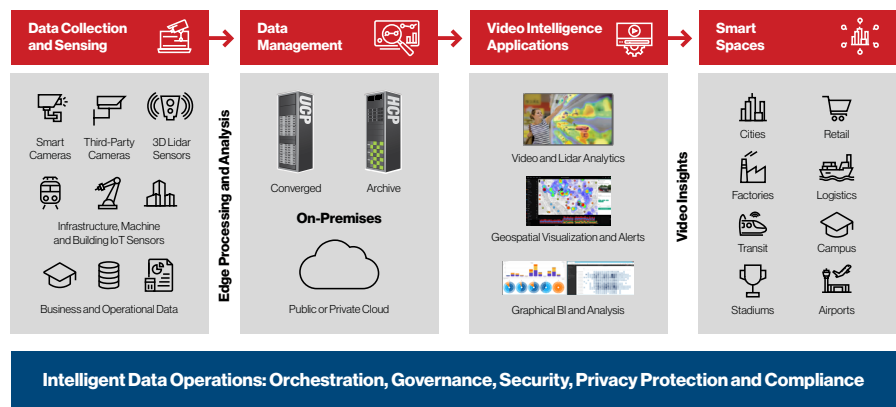 Data Collection
and Sensing
Data
Management
Video Intelligence
Applications
Smart
Spaces
Smart
Cameras
Third-Party
Cameras
3D Lidar
Sensors
Infrastructure, Machine
and Building IoT Sensors
Business and Operational Data
Edge Processing and Analysis
UCP
HCP
Converged
Archive
On-Premises
Public or Private Cloud
Video and Lidar Analytics
Geospatial Visualization and Alerts
Graphical BI and Analysis
Video Insights
Cities
Retail
Factories
Logistics
Transit
Campus
Stadiums
Airports
Intelligent Data Operations: Orchestration, Governance, Security, Privacy Protection and Compliance